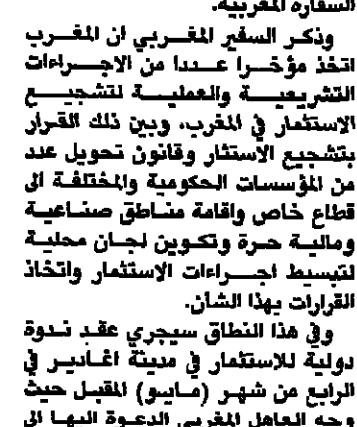 السفارة المغربية.
وذكر السفير المغربي ان المغرب
اتخذ مؤخرا عددا من الاجراءات
التشريعية والعملية لتشجيع
الاستثمار في المغرب، وبين ذلك القرار
بتشجيع الاستثار وقانون تحويل عدد
من المؤسسات الحكومية والمختلفة الى
قطاع خاص واقامة مناطق صناعية
ومالية حرة وتكوين لجان محلية
لتبسيط اجراءات الاستثمار واتخاذ
القرارات بهذا الشأن.
وفي هذا النطاق سيجري عقد ندوة
دولية للاستثمار في مدينة اغادير في
الرابع من شهر (مايو) المقبل حيث
وجه العاهل المغربي الدعوة اليها الى